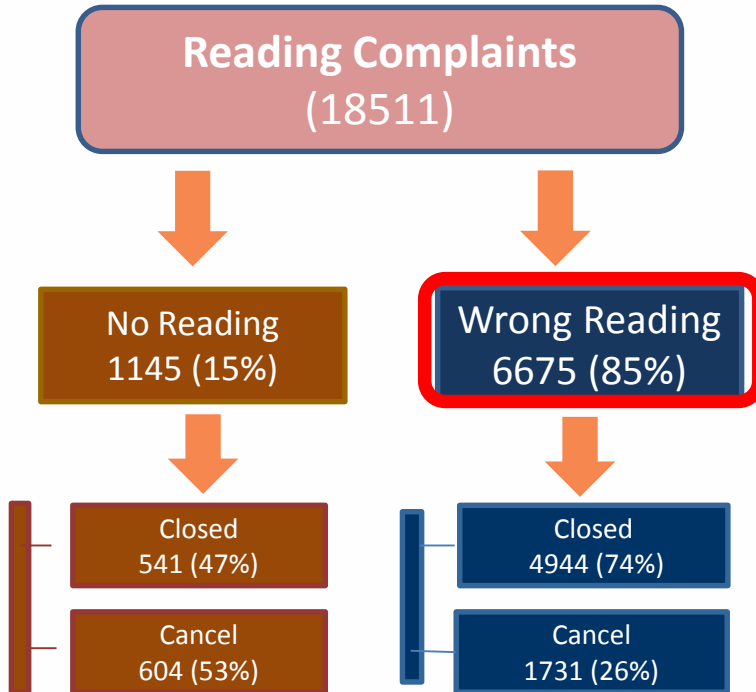 Reading Complaints
(18511)
No Reading
1145 (15%)
Wrong Reading
6675 (85%)
Closed
541 (47%)
Closed
4944 (74%)
Cancel
604 (53%)
Cancel
1731 (26%)